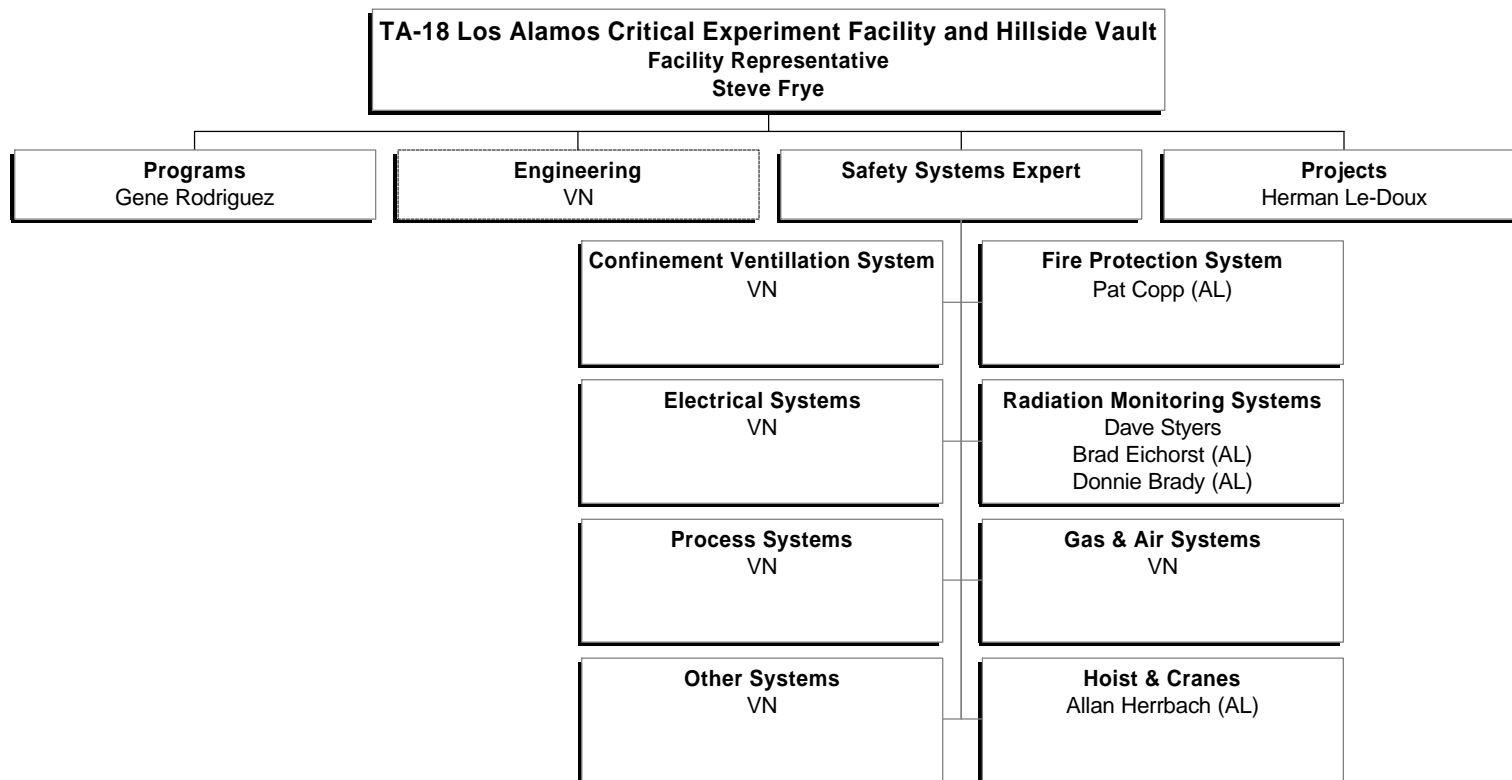 TA-18 Los Alamos Critical Experiment Facility and Hillside Vault
Facility Representative
Steve Frye
Programs
Gene Rodriguez
Engineering
VN
Safety Systems Expert
Projects
Herman Le-Doux
Confinement Ventillation System
VN
Fire Protection System
Pat Copp (AL)
Electrical Systems
VN
Radiation Monitoring Systems
Dave Styers
Brad Eichorst (AL)
Donnie Brady (AL)
Process Systems
VN
Gas & Air Systems
VN
Other Systems
VN
Hoist & Cranes
Allan Herrbach (AL)